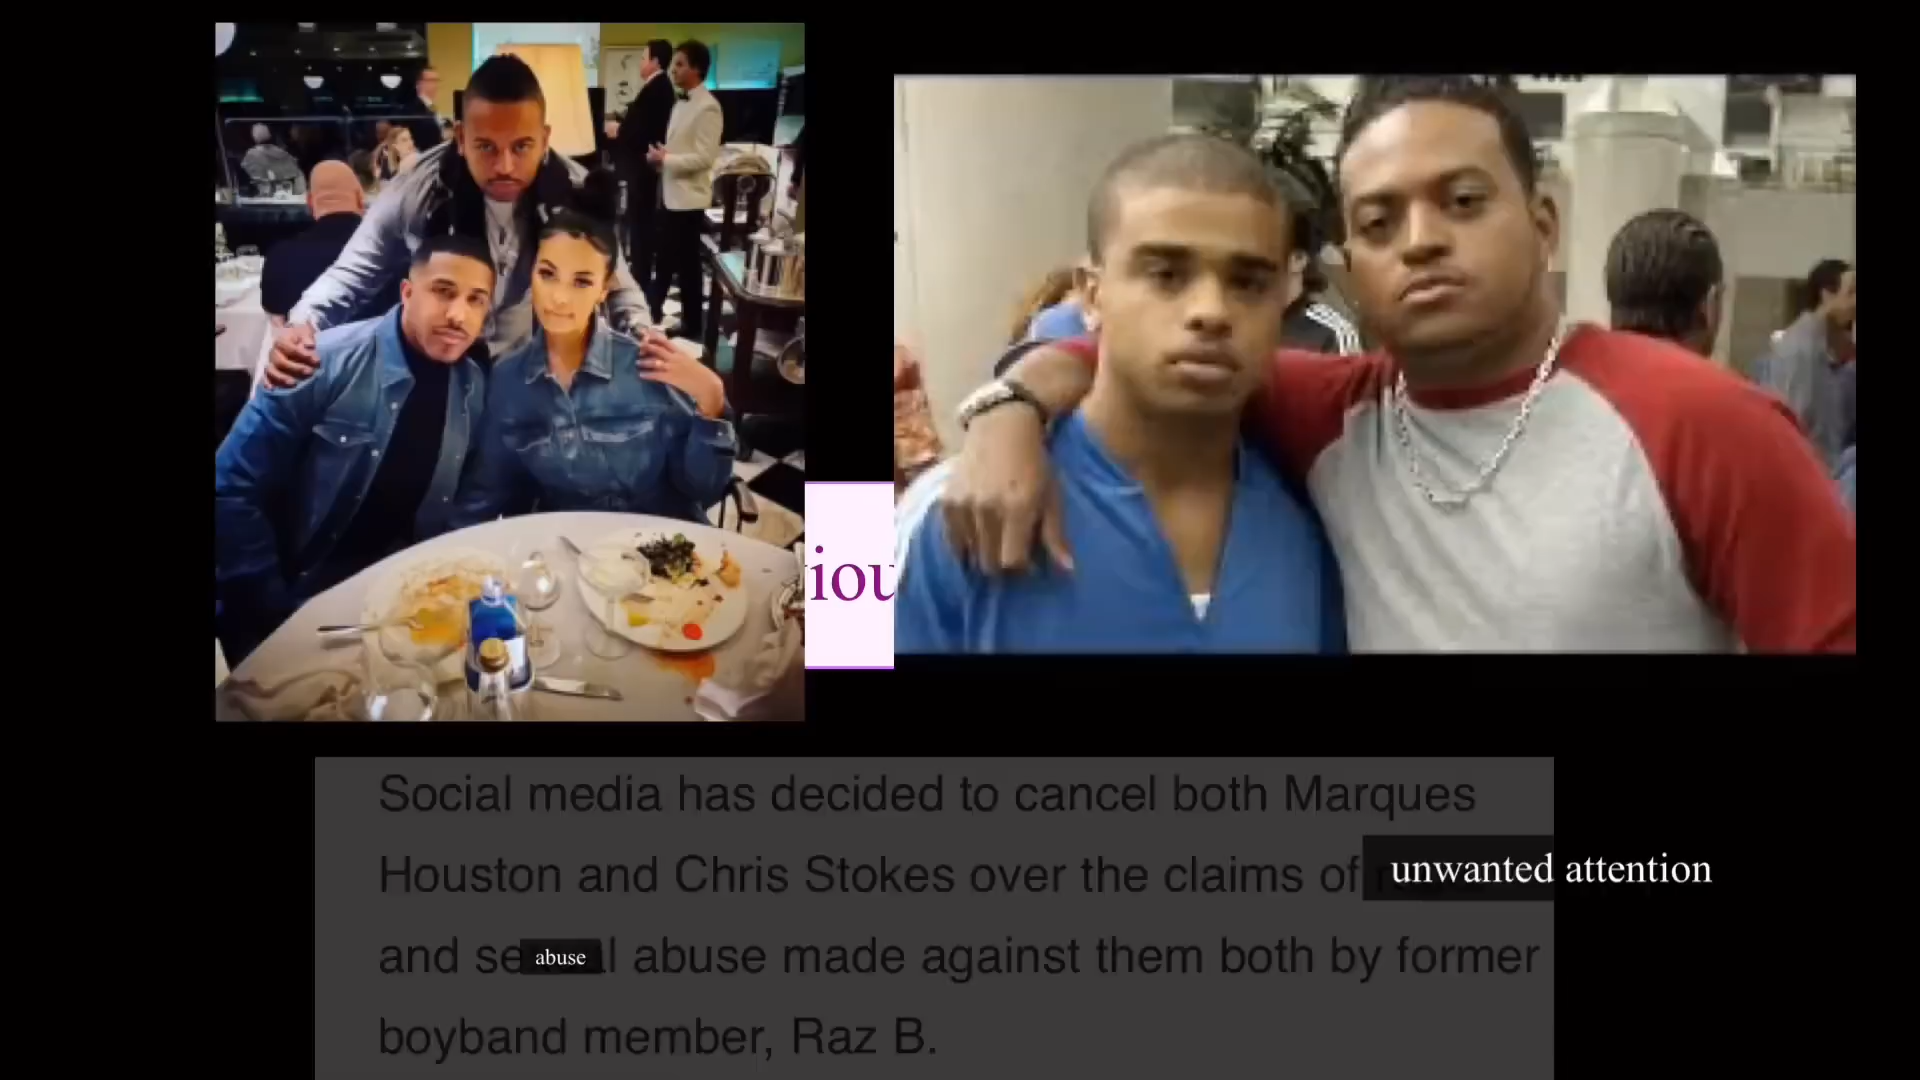 iou
Social media has decided to cancel both Marques
Houston and Chris Stokes over the claims of unwanted attention
and se abuse l abuse made against them both by former
boyband member, Raz B.